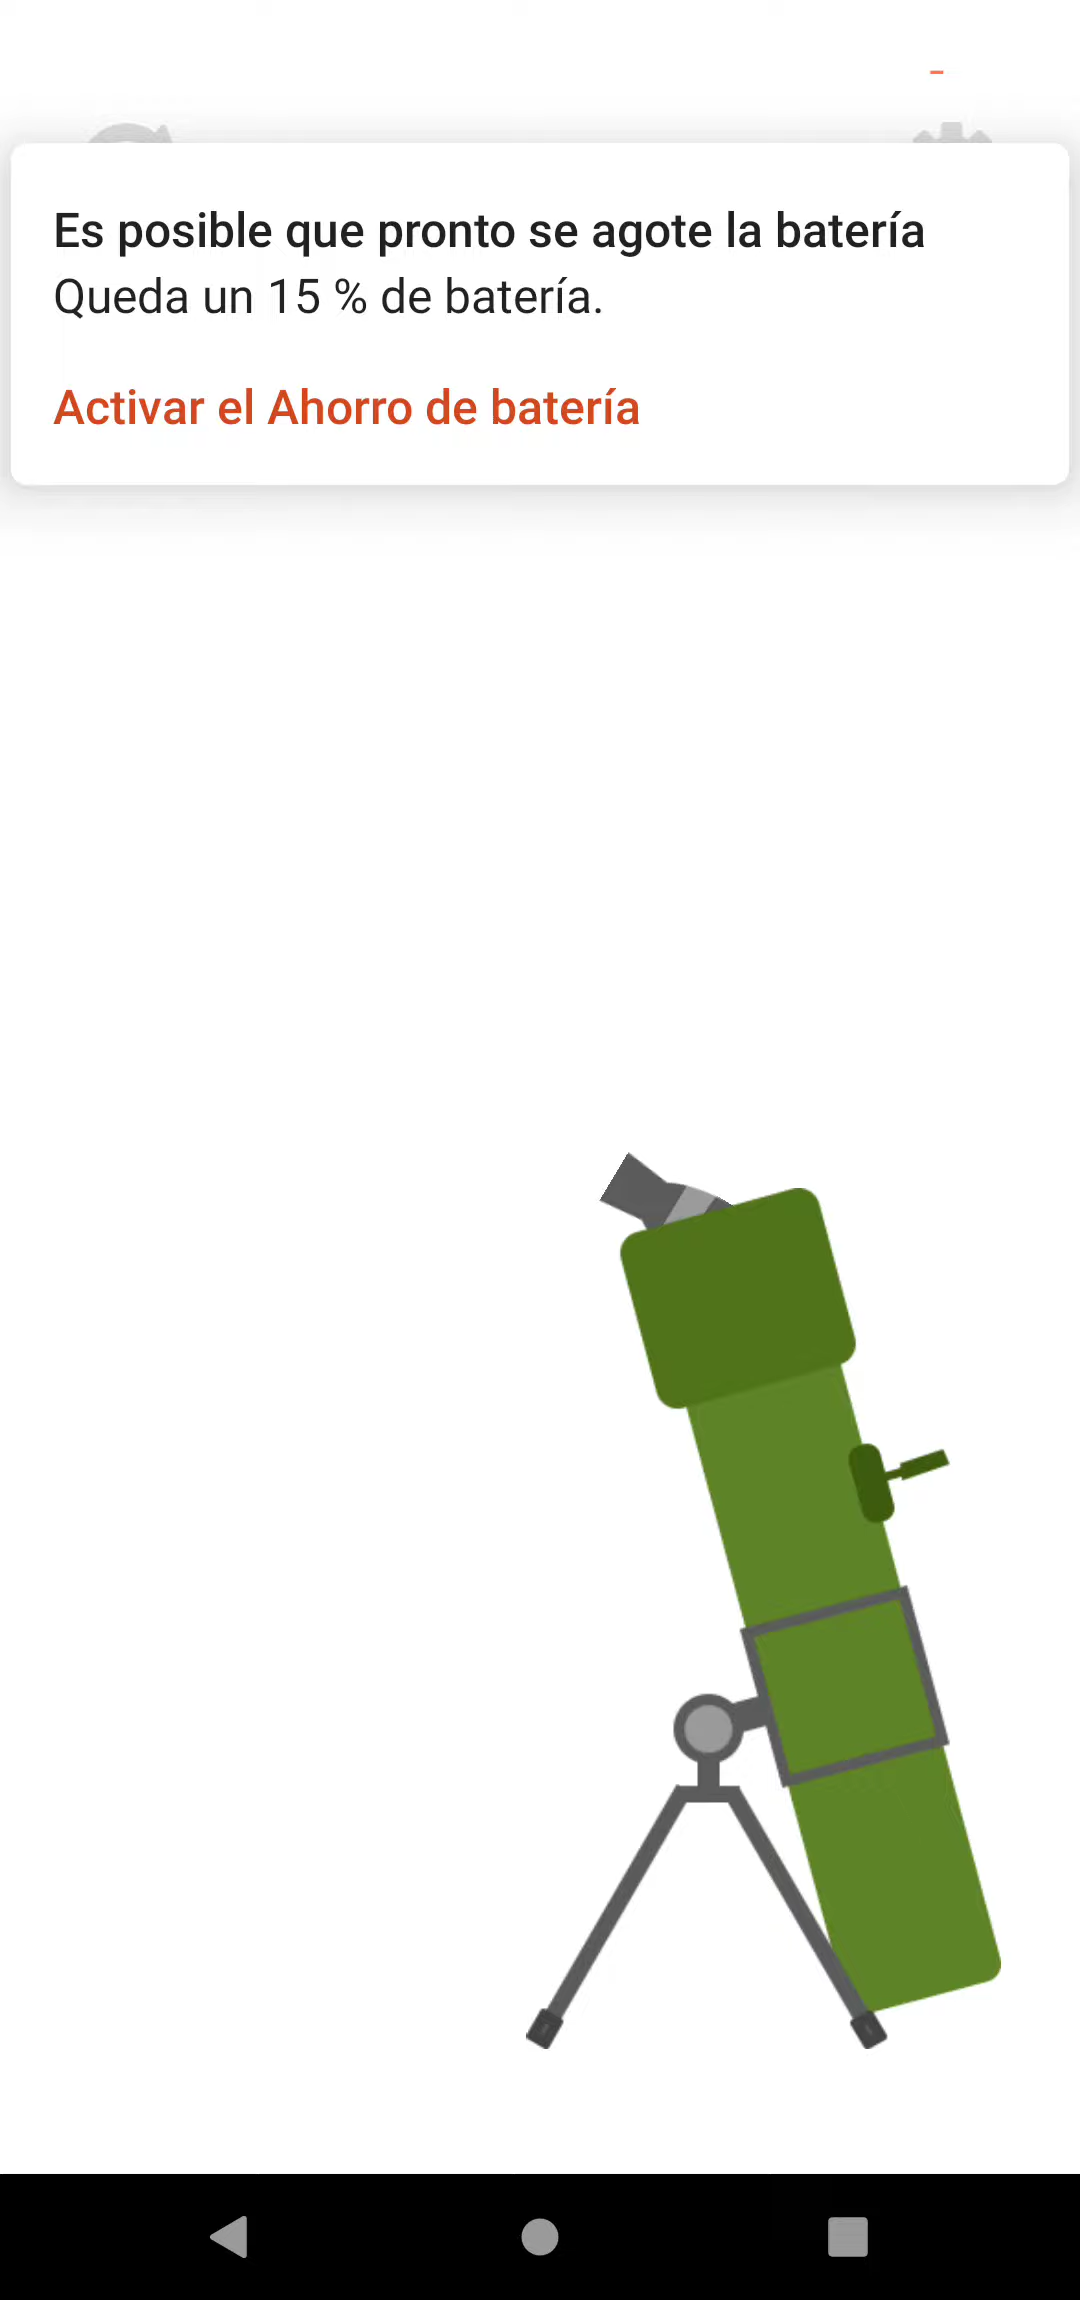 Es posible que pronto se agote la batería
Queda un 15 % de batería.
Activar el Ahorro de batería